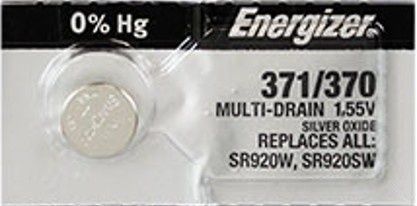 0% Hg
Energizer
371/370
MULTI-DRAIN 1.55V
SILVER OXIDE
REPLACES ALL:
SR920W, SR920SW